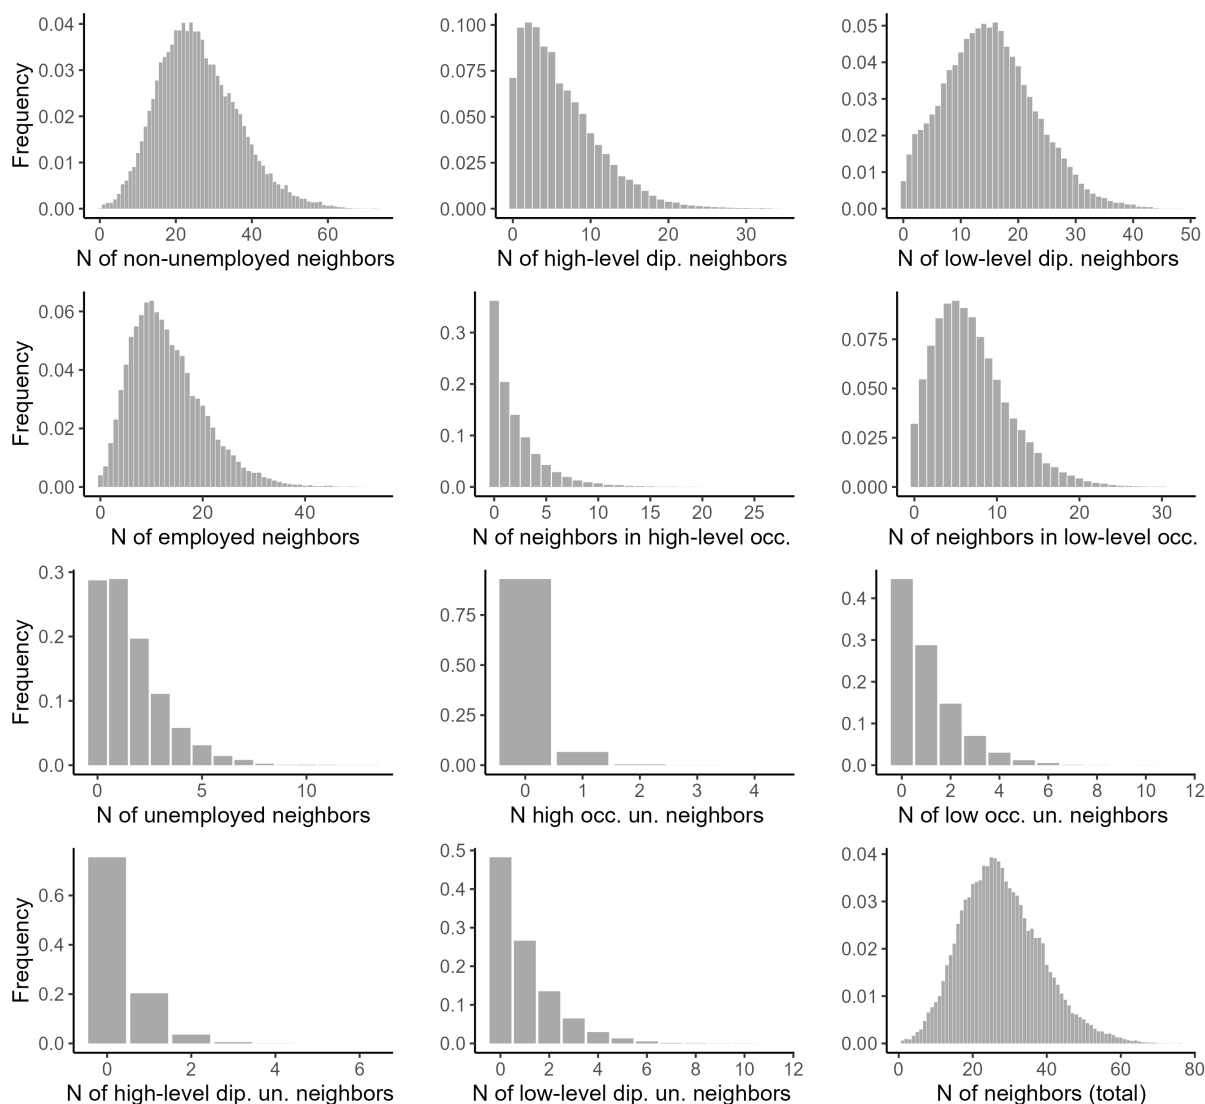 Frequency
0.04
0.03
0.02
0.01
0.00
0 20 40 60
N of non-unemployed neighbors
0.100
0.075
0.050
0.025
0.000
0 10 20 30
N of high-level dip. neighbors
0.05
0.04
0.03
0.02
0.01
0.00
0 10 20 30 40 50
N of low-level dip. neighbors
Frequency
0.06
0.04
0.02
0.00
0 20 40
N of employed neighbors
0.3
0.2
0.1
0.0
0 5 10 15 20 25
N of neighbors in high-level occ.
0.075
0.050
0.025
0.000
0 10 20 30
N of neighbors in low-level occ.
Frequency
0.3
0.2
0.1
0.0
0 5 10
N of unemployed neighbors
0.75
0.50
0.25
0.00
0 1 2 3 4
N high occ. un. neighbors
0.4
0.3
0.2
0.1
0.0
0 2 4 6 8 10 12
N of low occ. un. neighbors
Frequency
0.6
0.4
0.2
0.0
0 2 4 6
N of high-level dip. un. neighbors
0.5
0.4
0.3
0.2
0.1
0.0
0 2 4 6 8 10 12
N of low-level dip. un. neighbors
0.04
0.03
0.02
0.01
0.00
0 20 40 60 80
N of neighbors (total)